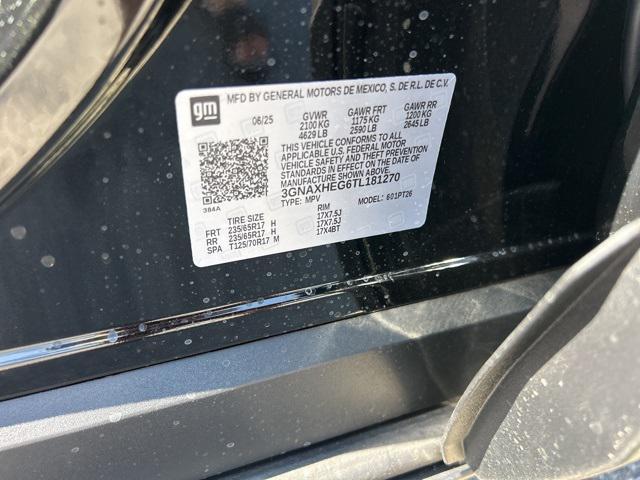 gm MFD BY GENERAL MOTORS DE MEXICO, S. DE R.L. DE C.V.
06/25 GVWR GAWR FRT GAWR RR
2100 KG 1175 KG 1200 KG
4629 LB 2590 LB 2645 LB
THIS VEHICLE CONFORMS TO ALL
APPLICABLE U.S. FEDERAL MOTOR
VEHICLE SAFETY AND THEFT PREVENTION
STANDARDS IN EFFECT ON THE DATE OF
MANUFACTURE SHOWN ABOVE.
3GNAXHEG6TL181270
TYPE: MPV MODEL: 601PT26
384A
TIRE SIZE RIM
FRT 235/65R17 H 17X7.5J
RR 235/65R17 H 17X7.5J
SPA T125/70R17 M 17X4BT